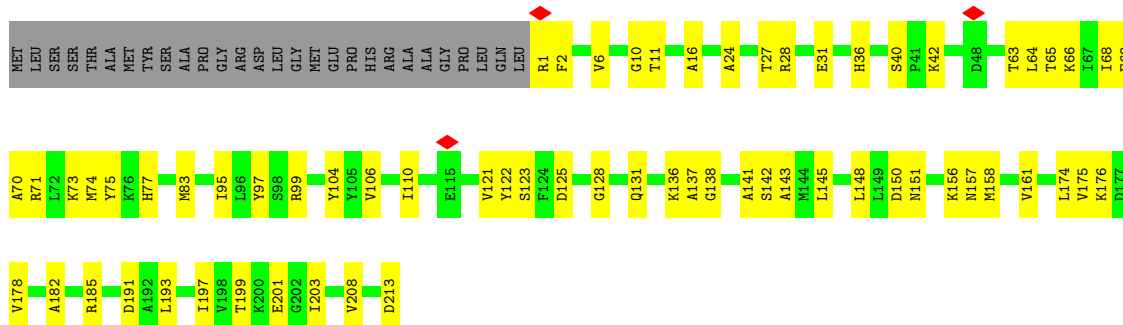 MET LEU SER SER THR ALA MET TYR SER ALA PRO GLY ARG ASP LEU GLY MET GLU PRO HIS ARG ALA ALA GLY PRO LEU GLN LEU R1 F2 V6 G10 T11 A16 A24 T27 R28 E31 H36 S40 P41 K42 D48 T63 L64 T65 K66 I67 I68
A70 R71 L72 K73 M74 Y75 K76 H77 M83 I95 L96 Y97 S98 R99 Y104 Y105 V106 I110 E115 V121 Y122 S123 F124 D125 G128 Q131 K136 A137 G138 A141 S142 A143 M144 L145 L148 L149 D150 N151 K156 N157 M158 V161 L174 V175 K176 D177
V178 A182 R185 D191 A192 L193 I197 V198 T199 K200 E201 G202 I203 V208 D213